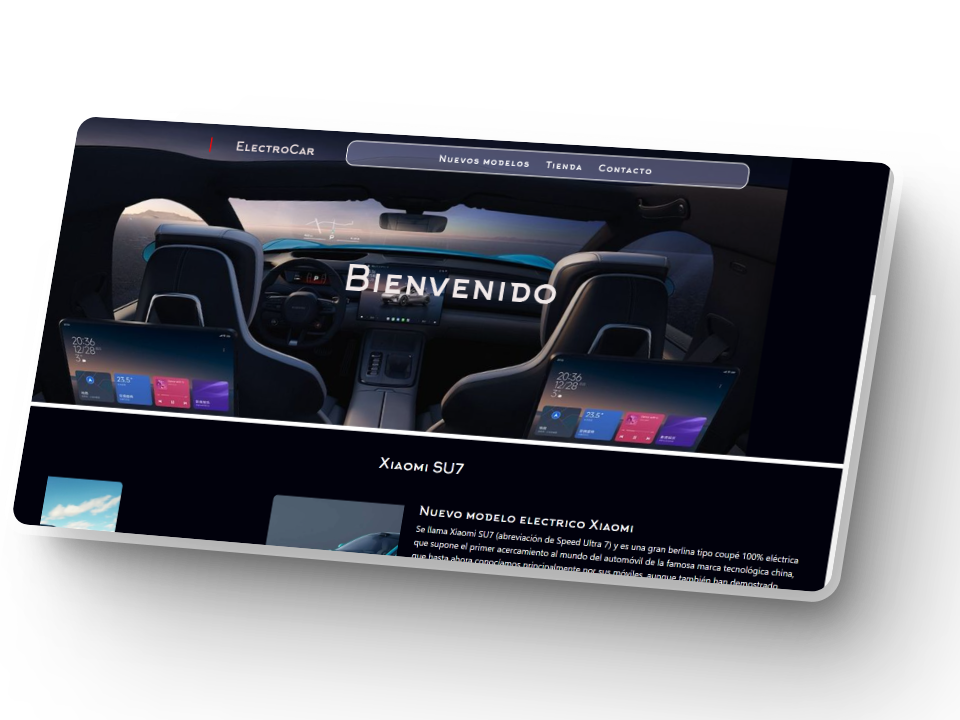 ElectroCar
Nuevos modelos Tienda Contacto
Bienvenido
20:36
12/28
23.5°
20:36
12/28
23.5°
Xiaomi SU7
Nuevo modelo electrico Xiaomi
Se llama Xiaomi SU7 (abreviación de Speed Ultra 7) y es una gran berlina tipo coupé 100% eléctrica
que supone el primer acercamiento al mundo del automóvil de la famosa marca tecnológica china,
que hasta ahora conocíamos principalmente por sus móviles, aunque también han demostrado